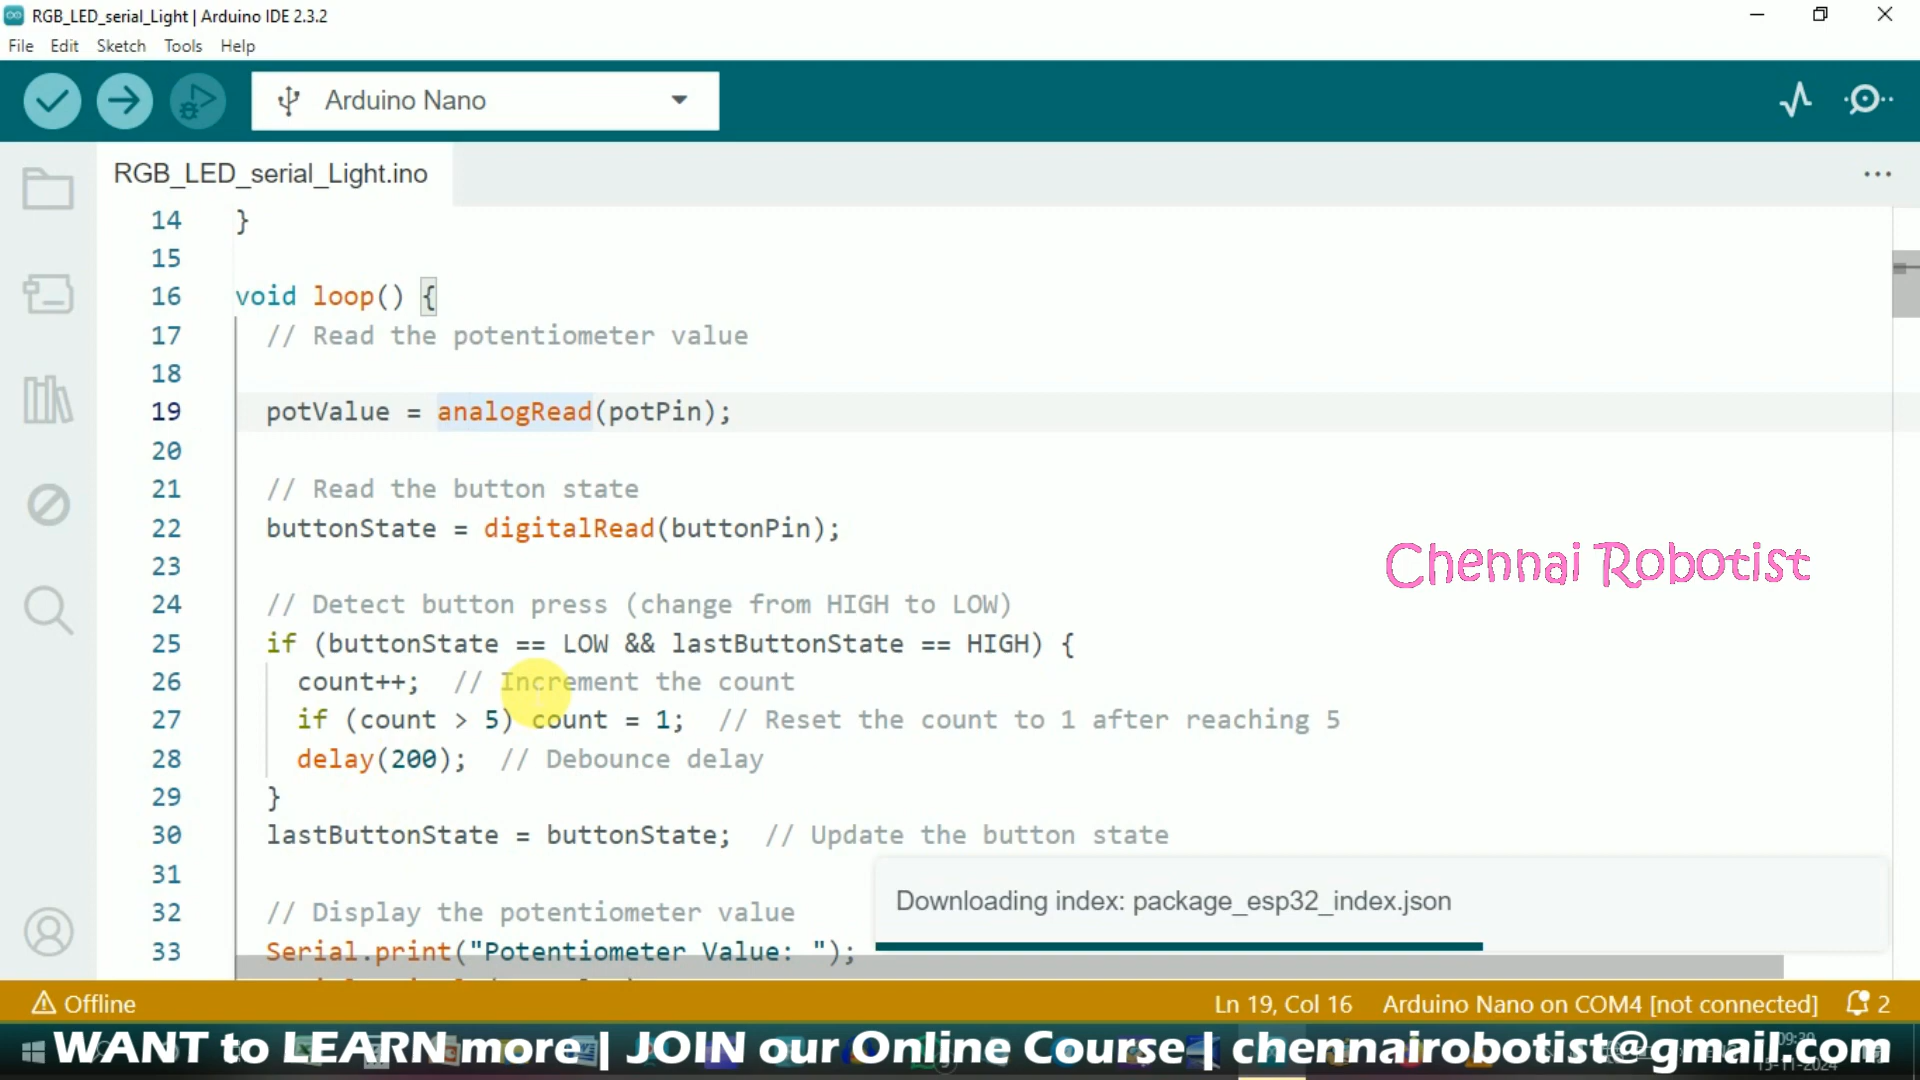 RGB_LED_serial_Light | Arduino IDE 2.3.2
File Edit Sketch Tools Help
Arduino Nano
RGB_LED_serial_Light.ino
14 }
15
16 void loop() {
17 // Read the potentiometer value
18
19 potValue = analogRead(potPin);
20
21 // Read the button state
22 buttonState = digitalRead(buttonPin);
23
24 // Detect button press (change from HIGH to LOW)
25 if (buttonState == LOW && lastButtonState == HIGH) {
26 count++; // Increment the count
27 if (count > 5) count = 1; // Reset the count to 1 after reaching 5
28 delay(200); // Debounce delay
29 }
30 lastButtonState = buttonState; // Update the button state
31
32 // Display the potentiometer value
33 Serial.print("Potentiometer Value: ");
Chennai Robotist
Downloading index: package_esp32_index.json
Offline
Ln 19, Col 16 Arduino Nano on COM4 [not connected] 2
WANT to LEARN more | JOIN our Online Course | chennairobotist@gmail.com
15-11-2024